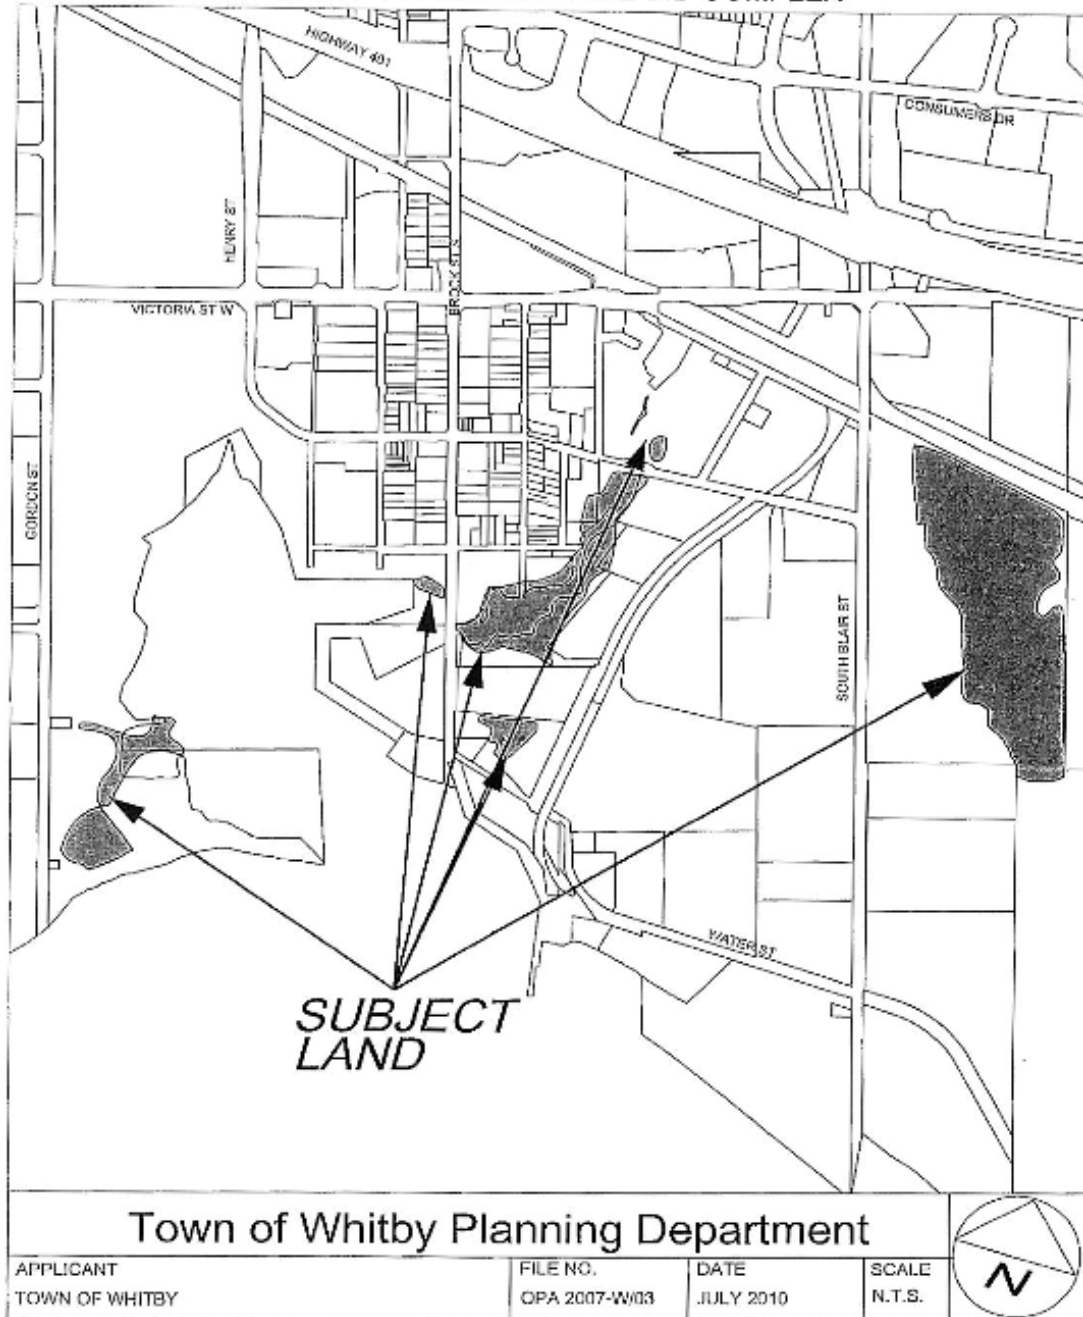 HIGHWAY 401
CONSUMERS DR
HENRY ST
BROCK ST S
VICTORIA ST W
GORDON ST
SOUTH BLAIR ST
WATER ST
SUBJECT
LAND
Town of Whitby Planning Department
APPLICANT
TOWN OF WHITBY
FILE NO.
OPA 2007-W/03
DATE
JULY 2010
SCALE
N.T.S.
N